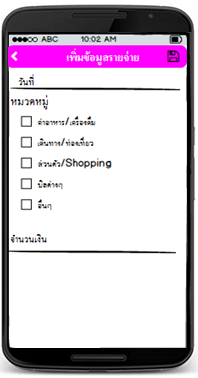 ABC 10:02 AM
เพิ่มข้อมูลรายจ่าย
วันที่
หมวดหมู่
ค่าอาหาร/เครื่องดื่ม
เดินทาง/ท่องเที่ยว
ส่วนตัว/Shopping
บิลต่างๆ
อื่นๆ
จำนวนเงิน